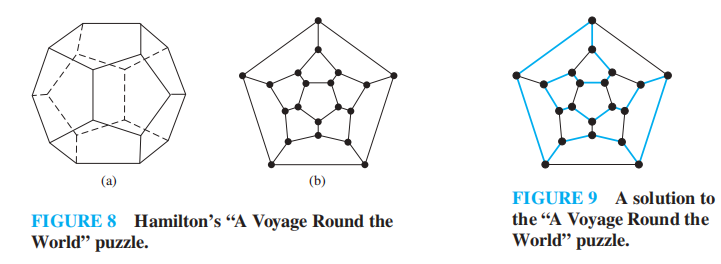 (a)
(b)
FIGURE 8 Hamilton's “A Voyage Round the
World” puzzle.
FIGURE 9 A solution to
the “A Voyage Round the
World” puzzle.